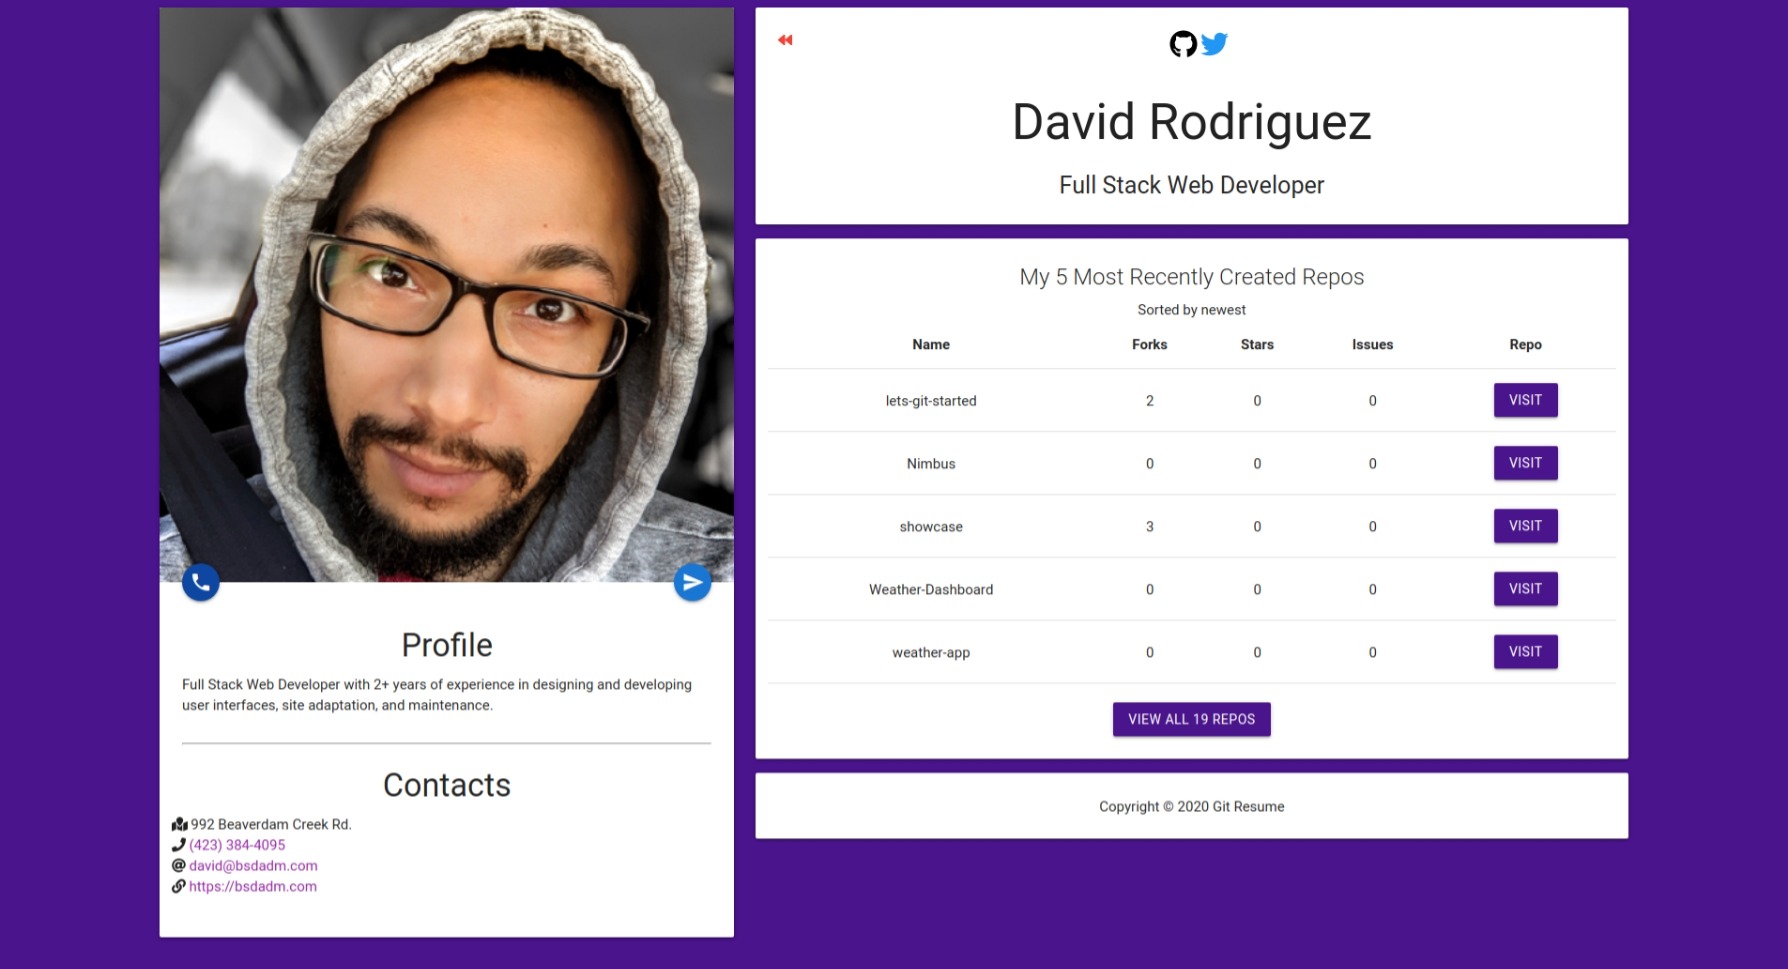 David Rodriguez
Full Stack Web Developer
My 5 Most Recently Created Repos
Sorted by newest
Name Forks Stars Issues Repo
lets-git-started 2 0 0 VISIT
Nimbus 0 0 0 VISIT
showcase 3 0 0 VISIT
Weather-Dashboard 0 0 0 VISIT
weather-app 0 0 0 VISIT
VIEW ALL 19 REPOS
Copyright © 2020 Git Resume
Profile
Full Stack Web Developer with 2+ years of experience in designing and developing
user interfaces, site adaptation, and maintenance.
Contacts
992 Beaverdam Creek Rd.
(423) 384-4095
david@bsdadm.com
https://bsdadm.com